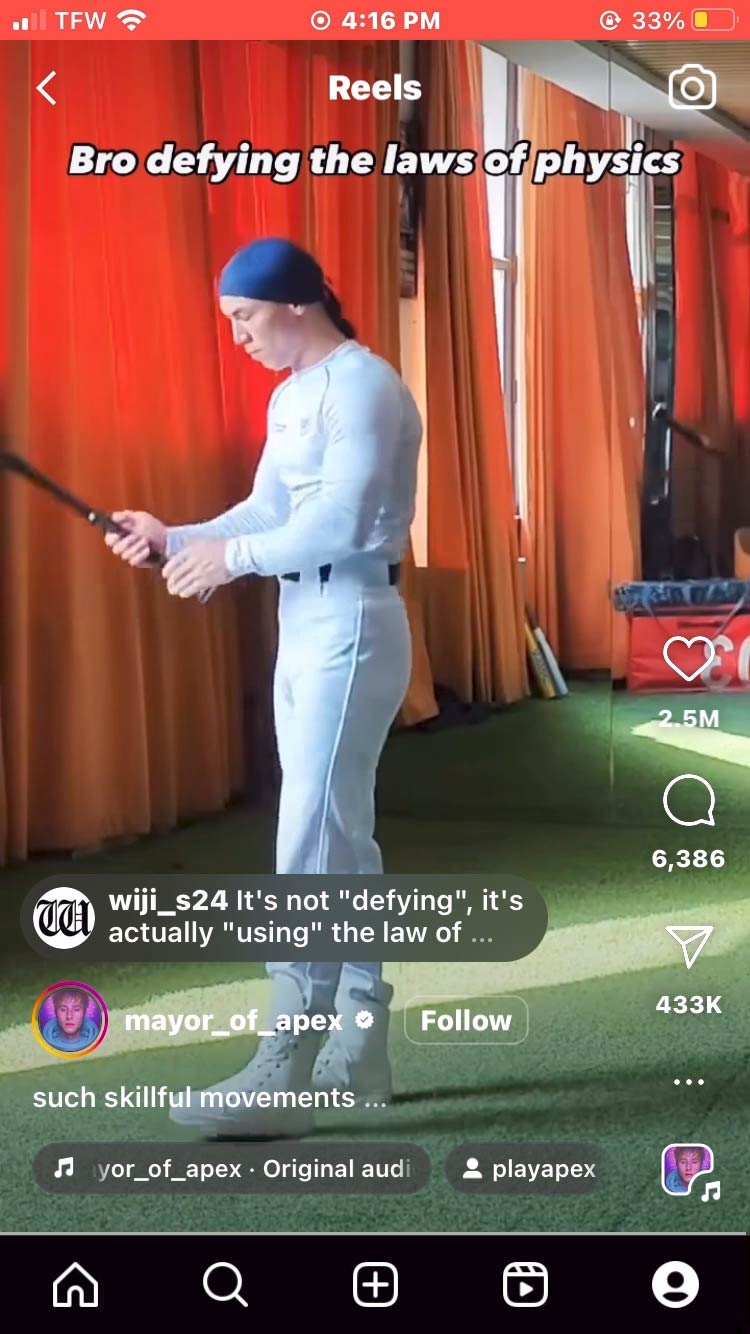 TFW 4:16 PM 33%
Reels
Bro defying the laws of physics
2.5M
6,386
wiji_s24 It's not "defying", it's
actually "using" the law of ...
433K
mayor_of_apex Follow
such skillful movements ...
yor_of_apex · Original audi
playapex